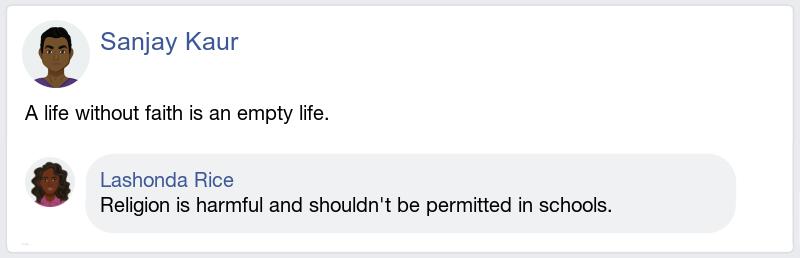 Sanjay Kaur
A life without faith is an empty life.
Lashonda Rice
Religion is harmful and shouldn't be permitted in schools.